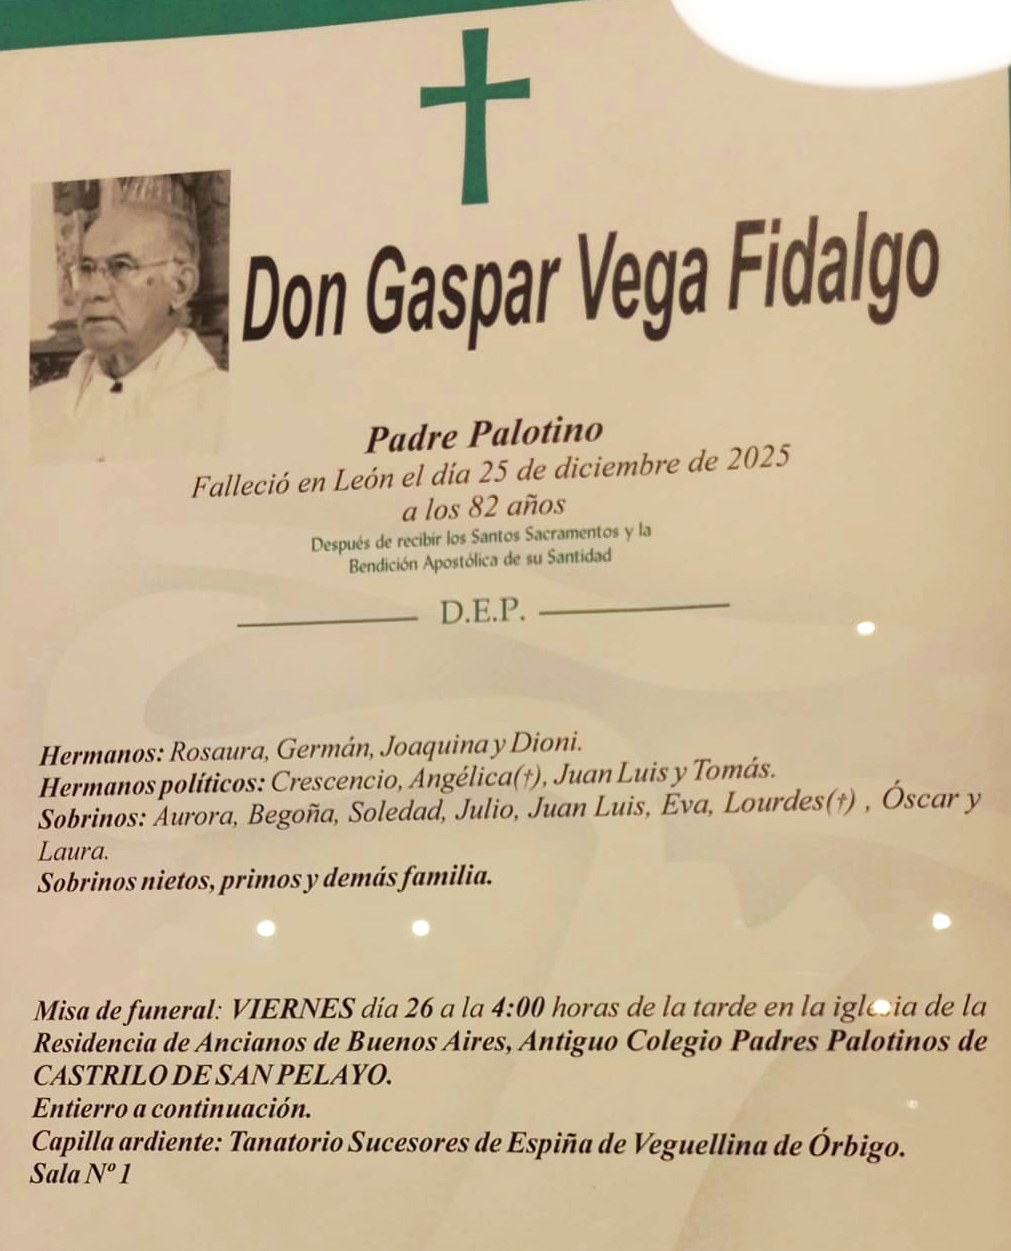 Don Gaspar Vega Fidalgo
Padre Palotino
Falleció en León el día 25 de diciembre de 2025
a los 82 años
Después de recibir los Santos Sacramentos y la
Bendición Apostólica de su Santidad
D.E.P.
Hermanos: Rosaura, Germán, Joaquina y Dioni.
Hermanos políticos: Crescencio, Angélica(†), Juan Luis y Tomás.
Sobrinos: Aurora, Begoña, Soledad, Julio, Juan Luis, Eva, Lourdes(†) , Óscar y
Laura.
Sobrinos nietos, primos y demás familia.
Misa de funeral: VIERNES día 26 a la 4:00 horas de la tarde en la iglesia de la
Residencia de Ancianos de Buenos Aires, Antiguo Colegio Padres Palotinos de
CASTRILO DE SAN PELAYO.
Entierro a continuación.
Capilla ardiente: Tanatorio Sucesores de Espiña de Veguellina de Órbigo.
Sala Nº 1